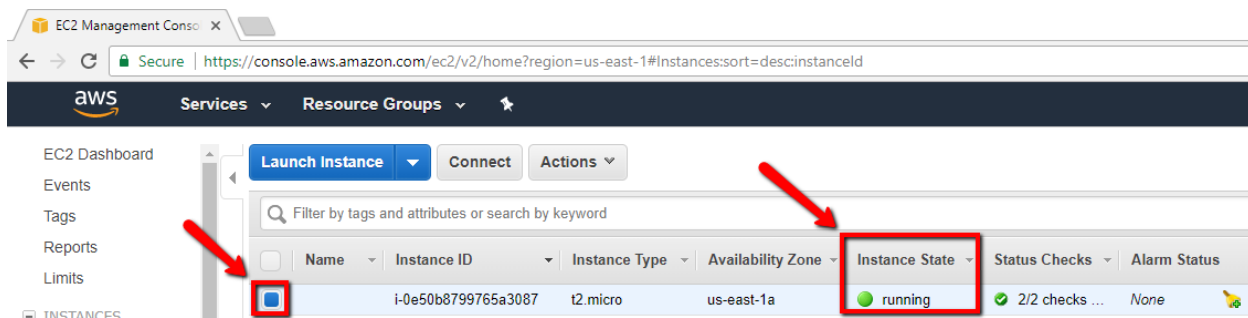 EC2 Management Conso
Secure https://console.aws.amazon.com/ec2/v2/home?region=us-east-1#Instances:sort=desc:instanceId
aws Services Resource Groups
EC2 Dashboard
Events
Tags
Reports
Limits
INSTANCES
Launch Instance Connect Actions
Filter by tags and attributes or search by keyword
Name Instance ID Instance Type Availability Zone Instance State Status Checks Alarm Status
i-0e50b8799765a3087 t2.micro us-east-1a running 2/2 checks ... None